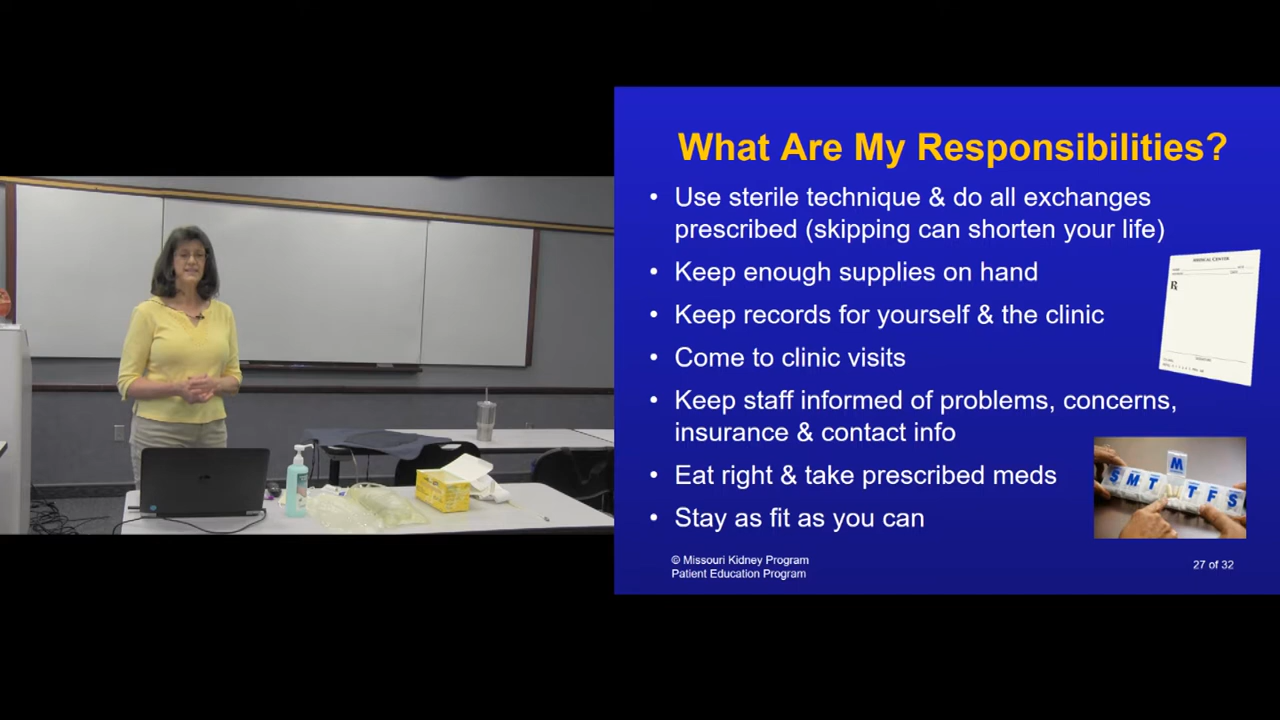 What Are My Responsibilities?
• Use sterile technique & do all exchanges
prescribed (skipping can shorten your life)
• Keep enough supplies on hand
• Keep records for yourself & the clinic
• Come to clinic visits
• Keep staff informed of problems, concerns,
insurance & contact info
• Eat right & take prescribed meds
• Stay as fit as you can
MEDICAL CENTER
℞
M
S M T T F S
© Missouri Kidney Program
Patient Education Program
27 of 32